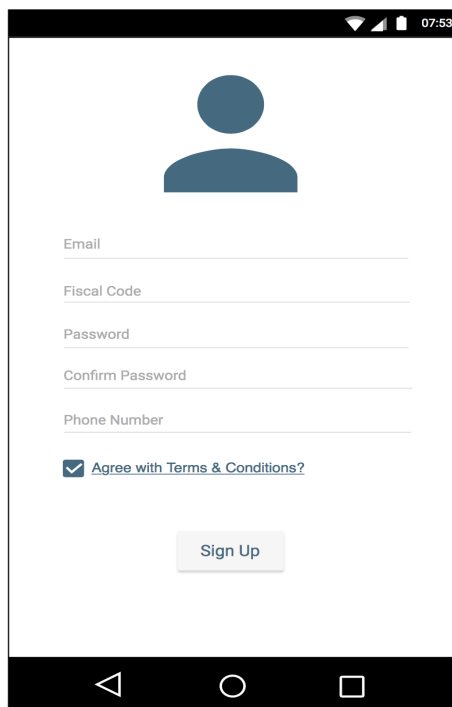 07:53
Email
Fiscal Code
Password
Confirm Password
Phone Number
Agree with Terms & Conditions?
Sign Up